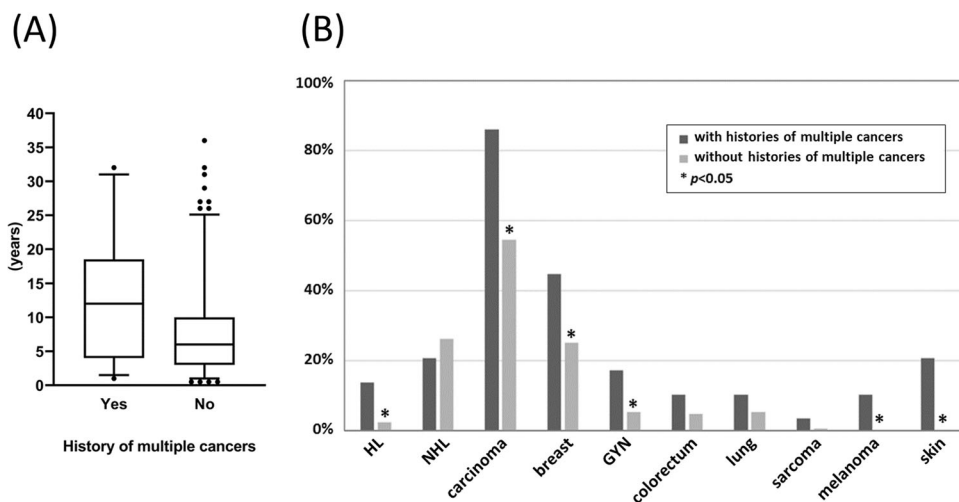 (A)
40
35
30
25
20
15
10
5
0
(years)
Yes No
History of multiple cancers
(B)
100%
80%
60%
40%
20%
0%
with histories of multiple cancers
without histories of multiple cancers
* p<0.05
*
*
*
*
*
*
HL NHL carcinoma breast GYN colorectum lung sarcoma melanoma skin